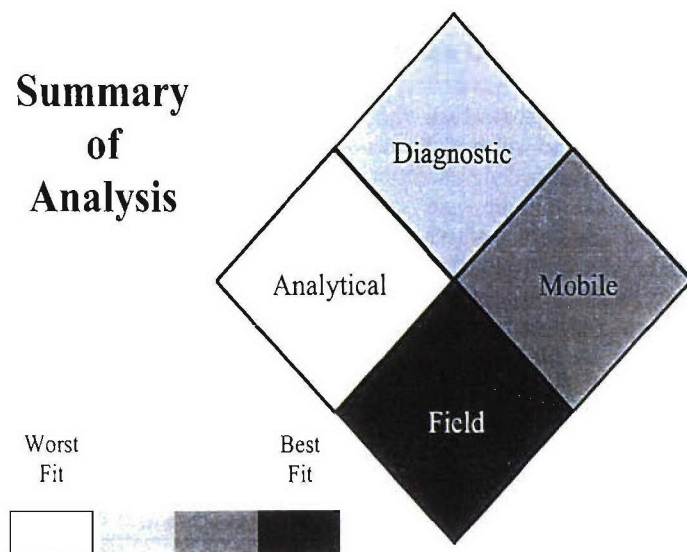 Summary
of
Analysis
Diagnostic
Analytical
Mobile
Field
Worst
Fit
Best
Fit